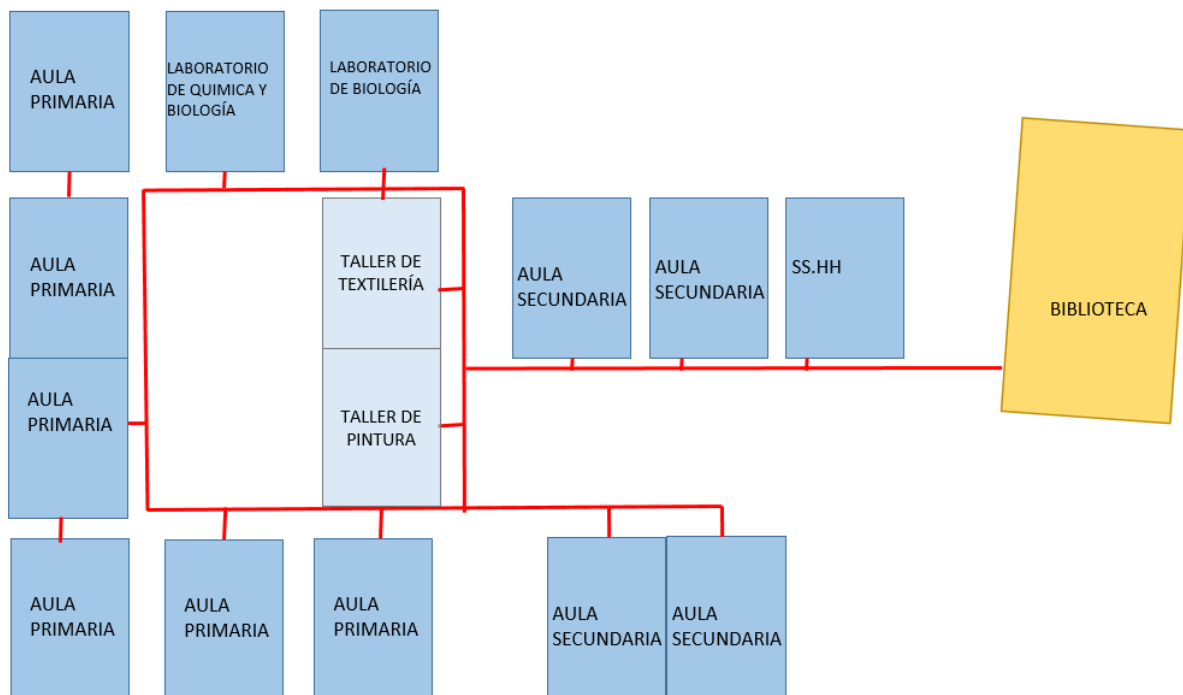 AULA
PRIMARIA
LABORATORIO
DE QUIMICA Y
BIOLOGÍA
LABORATORIO
DE BIOLOGÍA
AULA
PRIMARIA
TALLER DE
TEXTILERÍA
AULA
SECUNDARIA
AULA
SECUNDARIA
SS.HH
BIBLIOTECA
AULA
PRIMARIA
TALLER DE
PINTURA
AULA
PRIMARIA
AULA
PRIMARIA
AULA
PRIMARIA
AULA
SECUNDARIA
AULA
SECUNDARIA